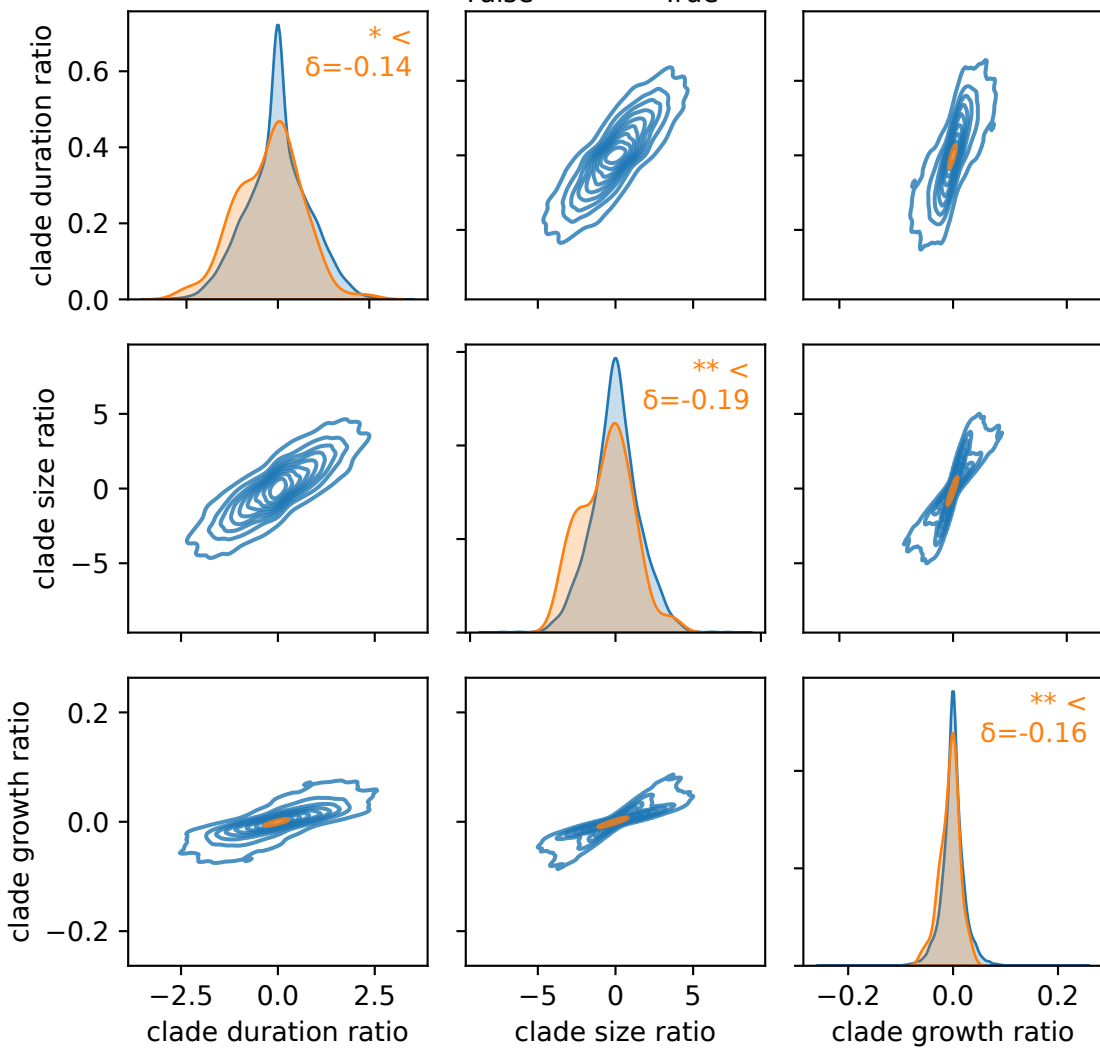 * <
δ=-0.14
clade duration ratio
0.6
0.4
0.2
0.0
** <
δ=-0.19
clade size ratio
5
0
−5
** <
δ=-0.16
clade growth ratio
0.2
0.0
−0.2
−2.5 0.0 2.5 −5 0 5 −0.2 0.0 0.2
clade duration ratio clade size ratio clade growth ratio